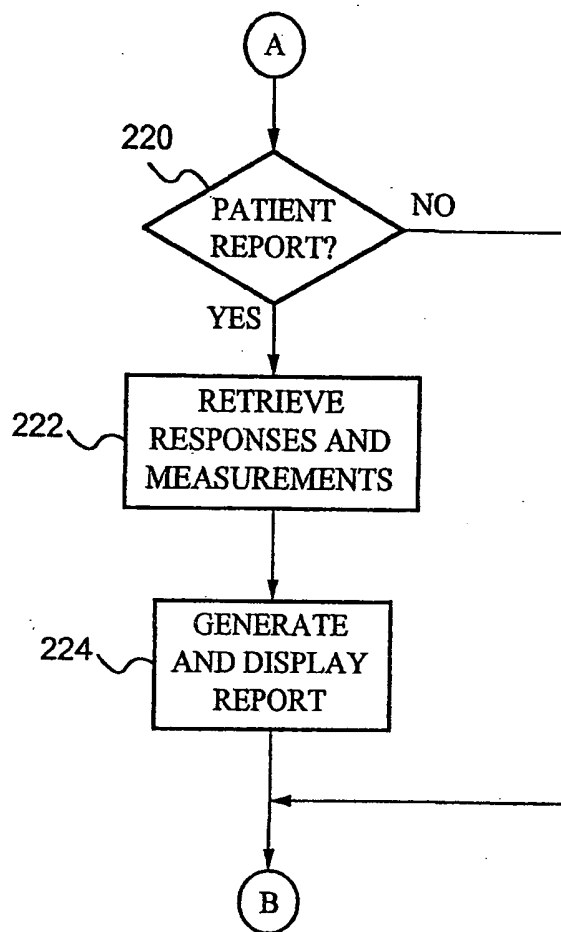 A
220
PATIENT
REPORT?
NO
YES
222
RETRIEVE
RESPONSES AND
MEASUREMENTS
224
GENERATE
AND DISPLAY
REPORT
B